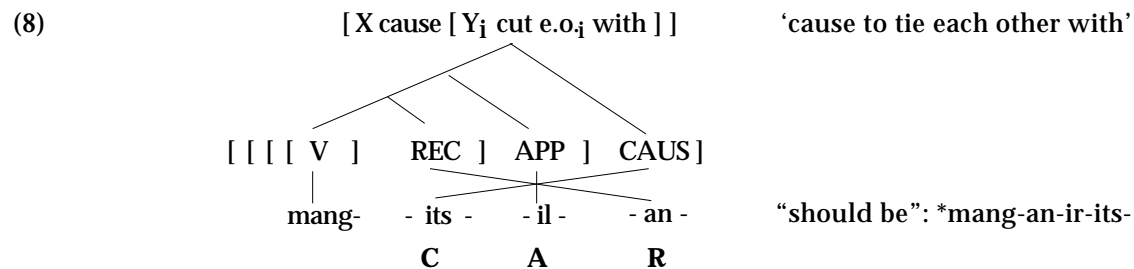 (8) [ X cause [ Yi cut e.o.i with ] ] 'cause to tie each other with'
[ [ [ [ V ] REC ] APP ] CAUS ]
mang- - its - - il - - an - “should be”: *mang-an-ir-its-
C A R